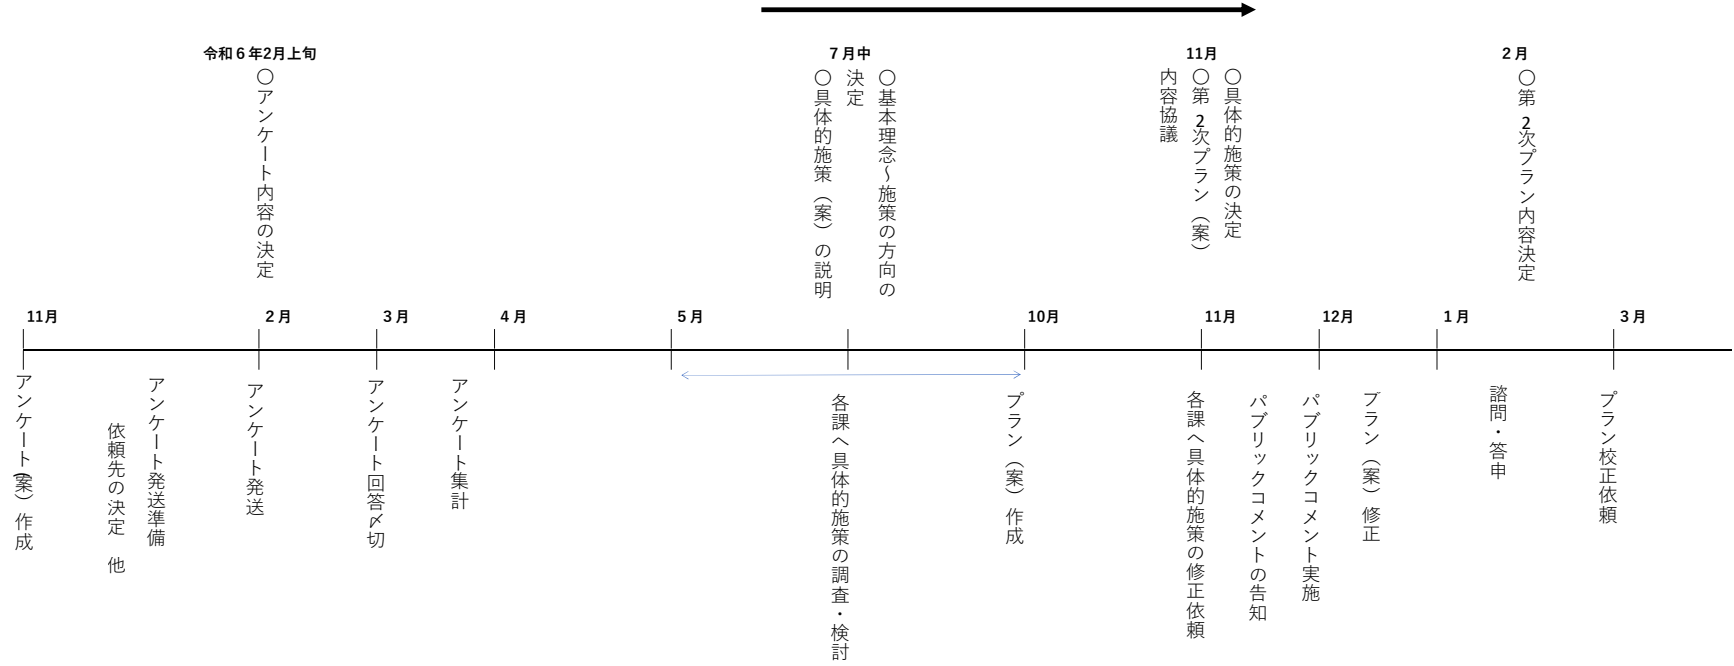 令和６年2月上旬
〇アンケート内容の決定
７月中
〇基本理念～施策の方向の
決定
〇具体的施策（案）の説明
11月
〇具体的施策の決定
〇第2次プラン（案）
内容協議
２月
〇第2次プラン内容決定
11月
２月
３月
４月
５月
10月
11月
12月
１月
３月
アンケート(案）作成
依頼先の決定　他
アンケート発送準備
アンケート発送
アンケート回答〆切
アンケート集計
各課へ具体的施策の調査・検討
プラン（案）作成
各課へ具体的施策の修正依頼
パブリックコメントの告知
パブリックコメント実施
プラン（案）修正
諮問・答申
プラン校正依頼